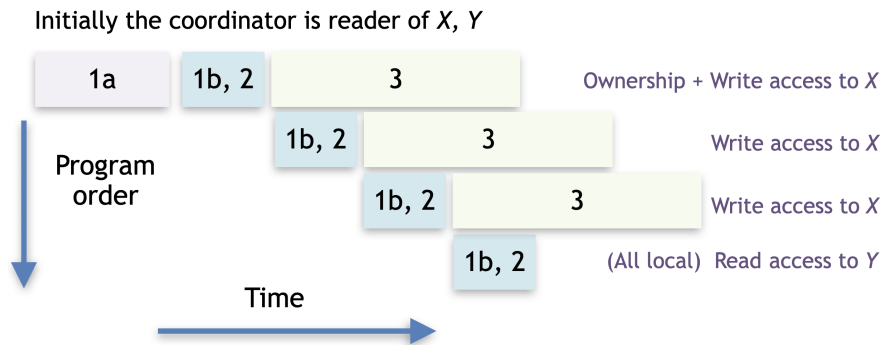 Initially the coordinator is reader of X, Y
1a
1b, 2
3
Ownership + Write access to X
1b, 2
3
Write access to X
Program
order
1b, 2
3
Write access to X
1b, 2
(All local) Read access to Y
Time